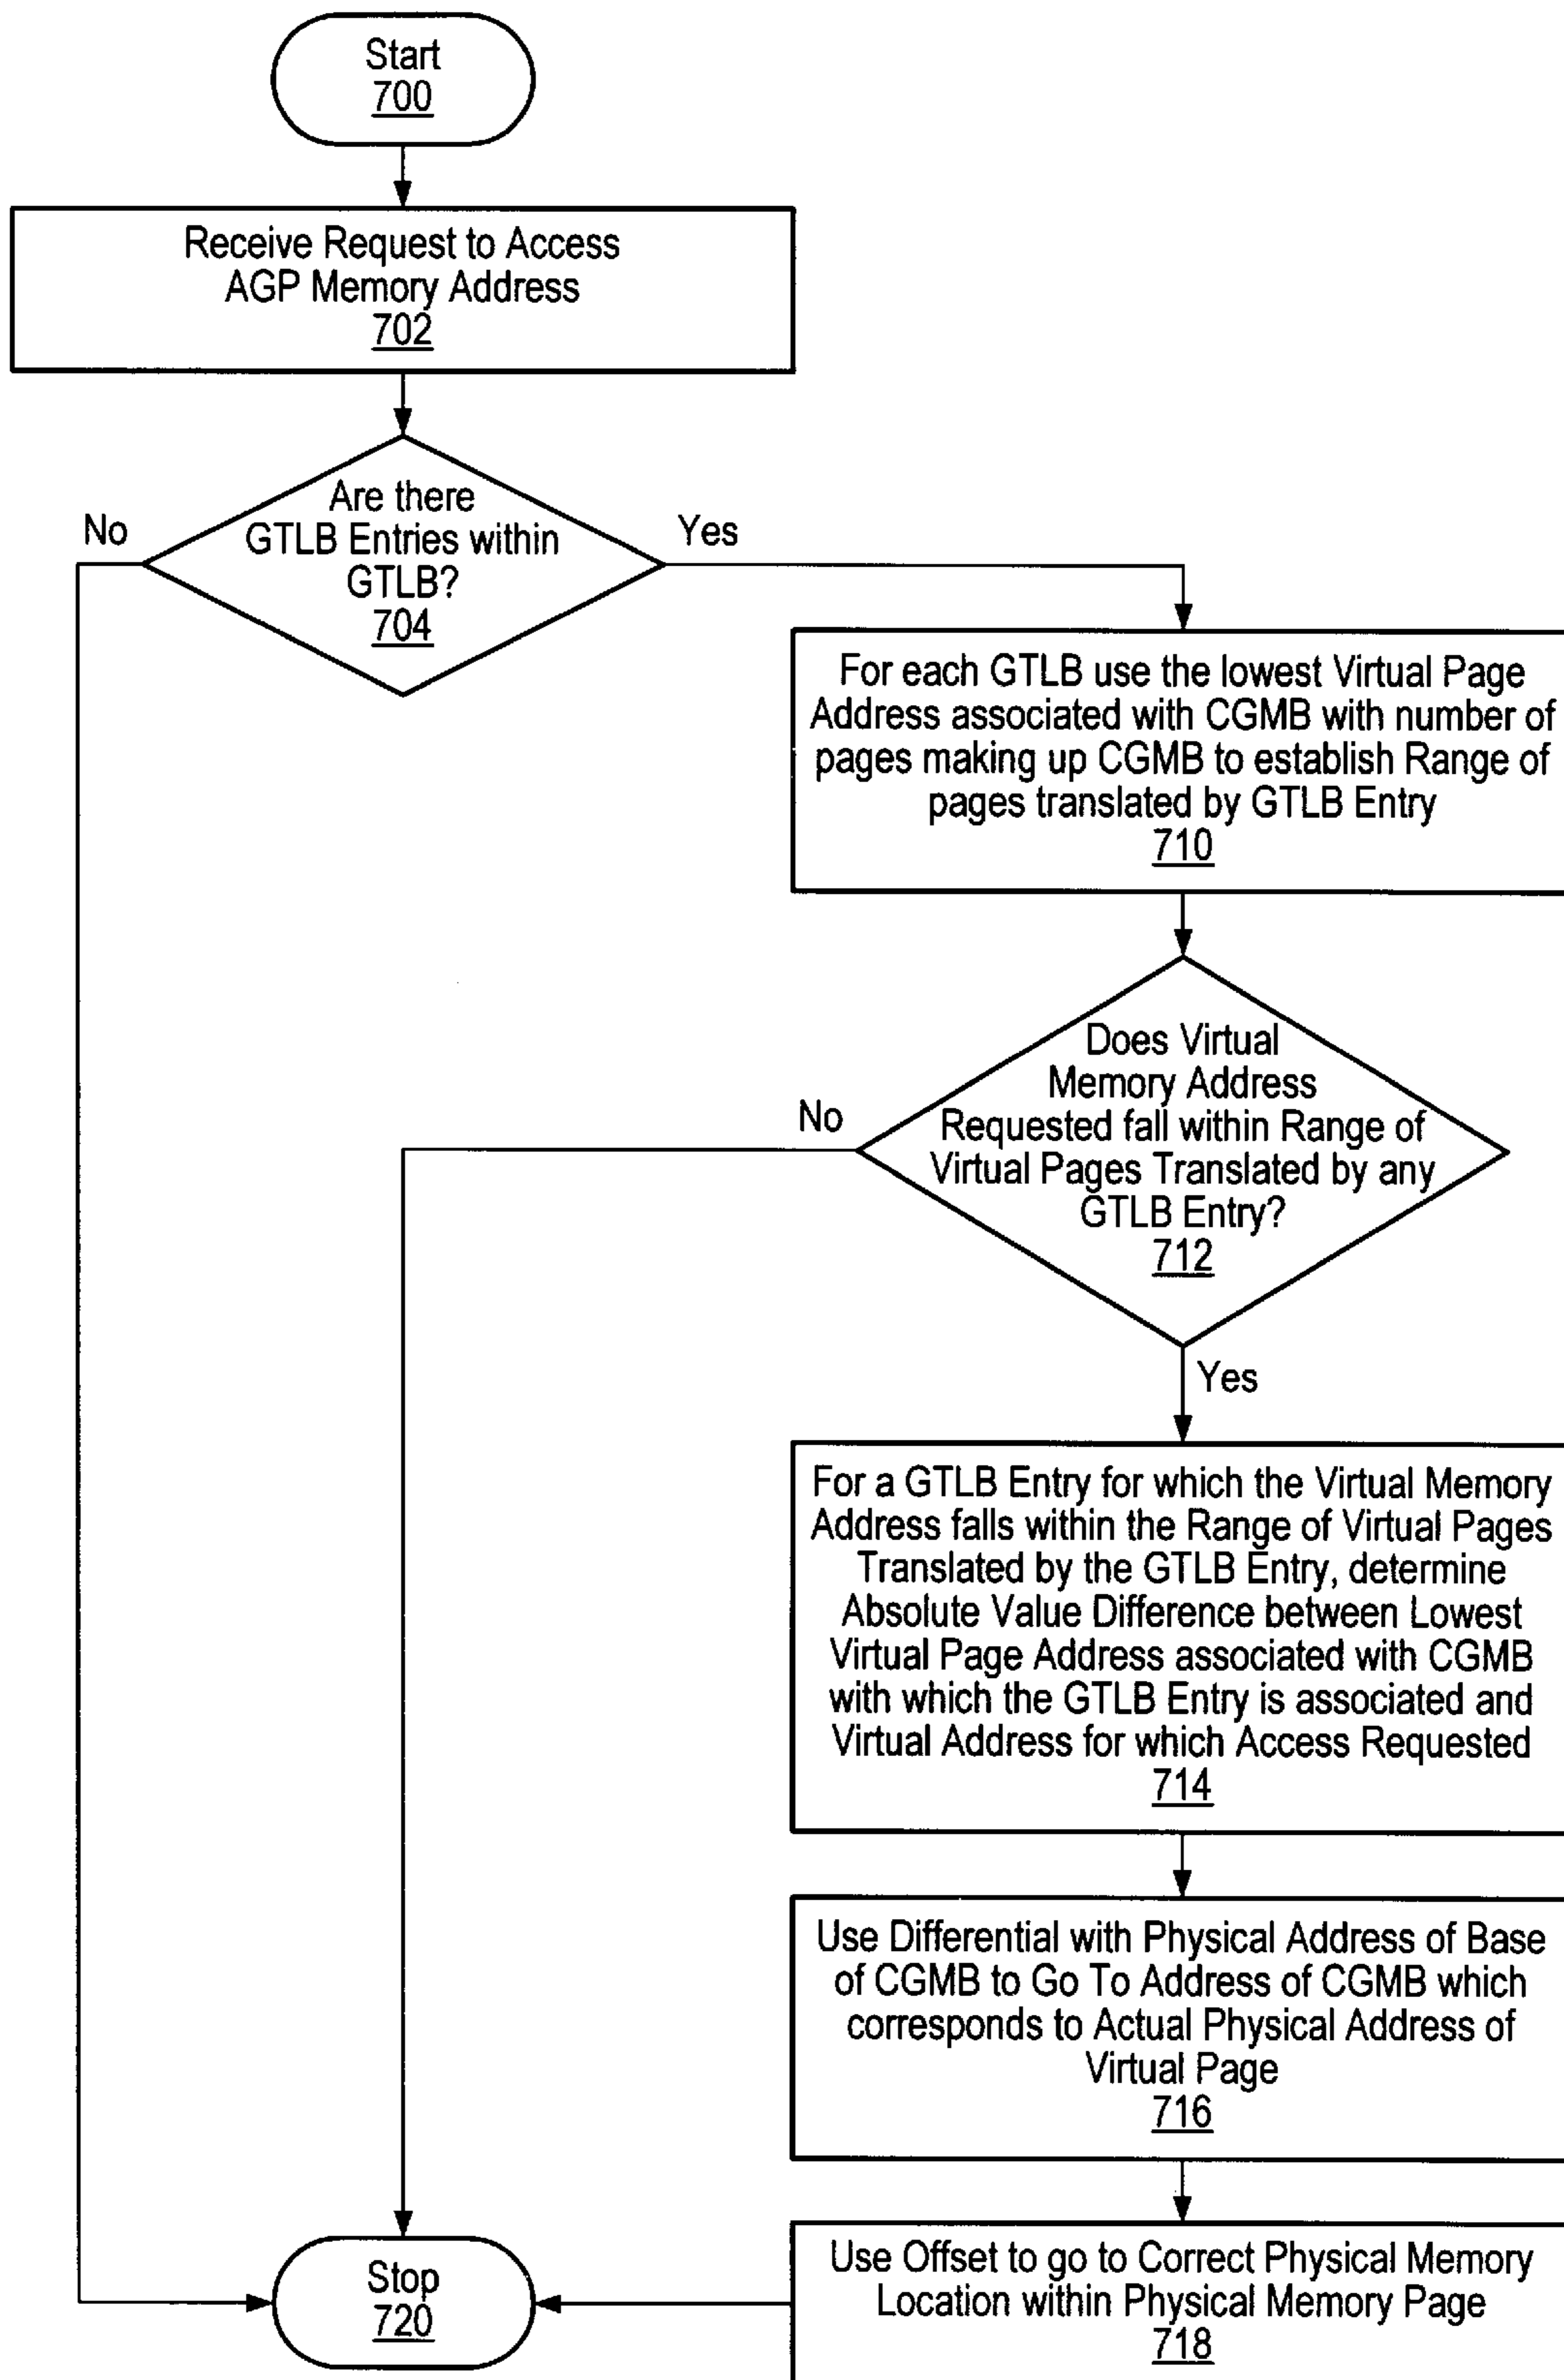 Start
700
Receive Request to Access
AGP Memory Address
702
Are there
GTLB Entries within
GTLB?
704
No
Yes
For each GTLB use the lowest Virtual Page
Address associated with CGMB with number of
pages making up CGMB to establish Range of
pages translated by GTLB Entry
710
Does Virtual
Memory Address
Requested fall within Range of
Virtual Pages Translated by any
GTLB Entry?
712
No
Yes
For a GTLB Entry for which the Virtual Memory
Address falls within the Range of Virtual Pages
Translated by the GTLB Entry, determine
Absolute Value Difference between Lowest
Virtual Page Address associated with CGMB
with which the GTLB Entry is associated and
Virtual Address for which Access Requested
714
Use Differential with Physical Address of Base
of CGMB to Go To Address of CGMB which
corresponds to Actual Physical Address of
Virtual Page
716
Use Offset to go to Correct Physical Memory
Location within Physical Memory Page
718
Stop
720